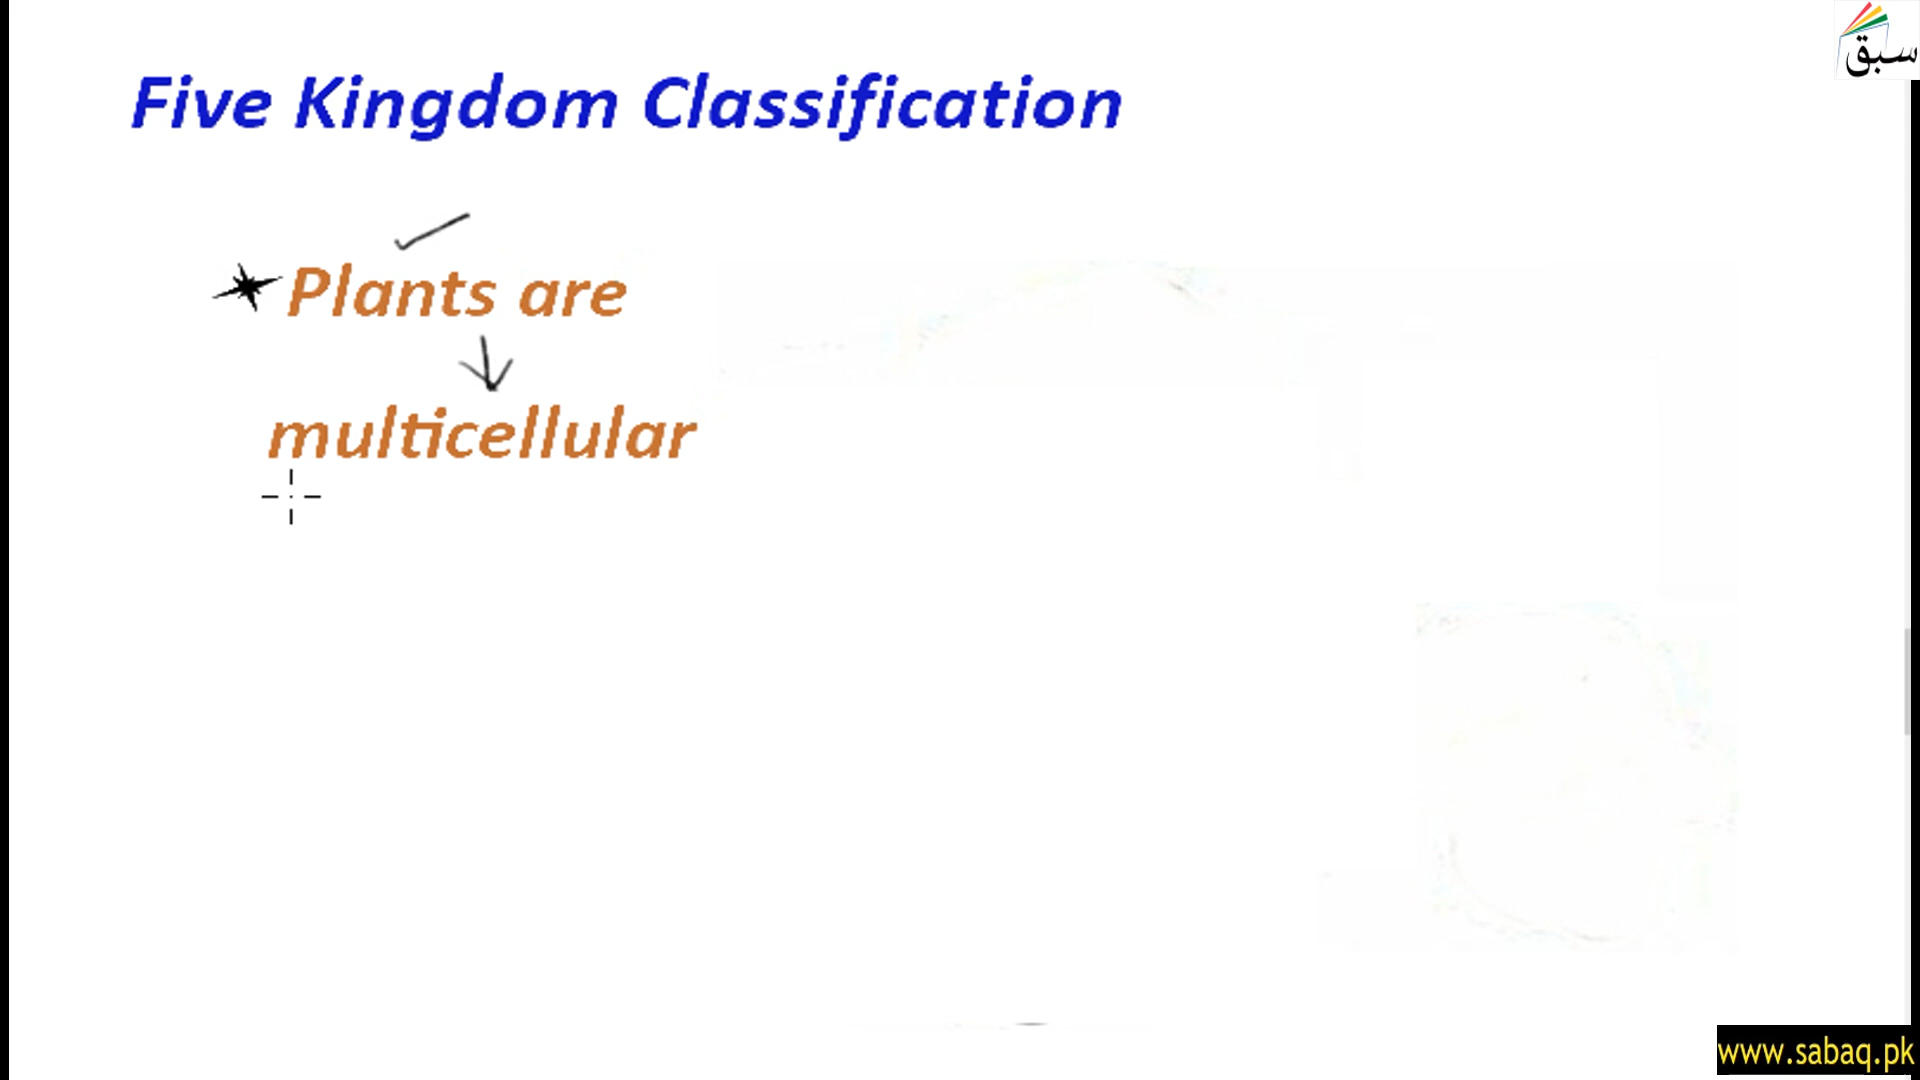 سبق
Five Kingdom Classification
Plants are
multicellular
www.sabaq.pk